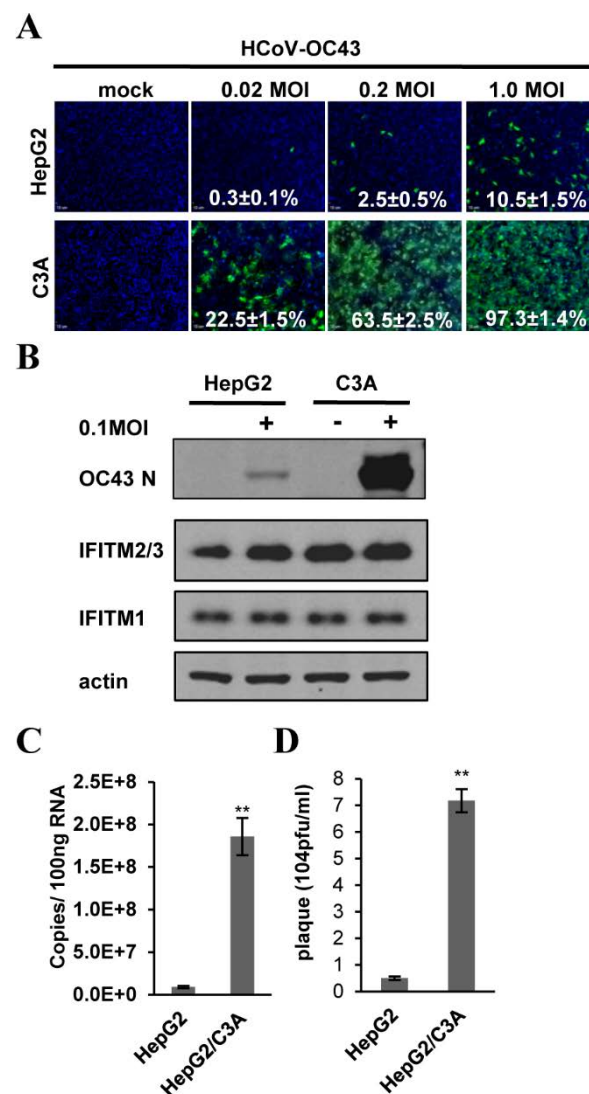 A
HCoV-OC43
mock 0.02 MOI 0.2 MOI 1.0 MOI
HepG2
0.3±0.1% 2.5±0.5% 10.5±1.5%
C3A
22.5±1.5% 63.5±2.5% 97.3±1.4%
B
HepG2 C3A
0.1MOI + - +
OC43 N
IFITM2/3
IFITM1
actin
C
Copies/ 100ng RNA
2.5E+8
2.0E+8
1.5E+8
1.0E+8
5.0E+7
0.0E+0
**
HepG2
HepG2/C3A
D
plaque (104pfu/ml)
8
7
6
5
4
3
2
1
0
**
HepG2
HepG2/C3A